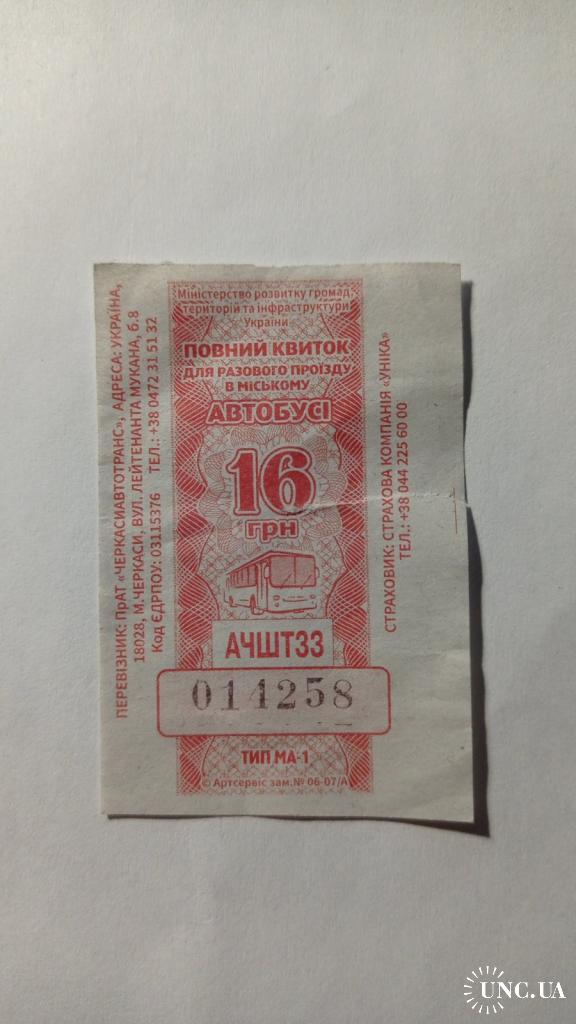 ПЕРЕВІЗНИК: ПрАТ «ЧЕРКАСИАВТОТРАНС», АДРЕСА: УКРАЇНА,
18028, М.ЧЕРКАСИ, ВУЛ. ЛЕЙТЕНАНТА МУКАНА, б.8
Код ЄДРПОУ: 03115376 ТЕЛ.: +38 0472 31 51 32
Міністерство розвитку громад,
територій та інфраструктури
України
ПОВНИЙ КВИТОК
ДЛЯ РАЗОВОГО ПРОЇЗДУ
В МІСЬКОМУ
АВТОБУСІ
16
ГРН
АЧШТ33
014258
ТИП МА-1
© Артсервіс зам.№ 06-07/А
СТРАХОВИК: СТРАХОВА КОМПАНІЯ «УНІКА»
ТЕЛ.: +38 044 225 60 00
UNC.UA